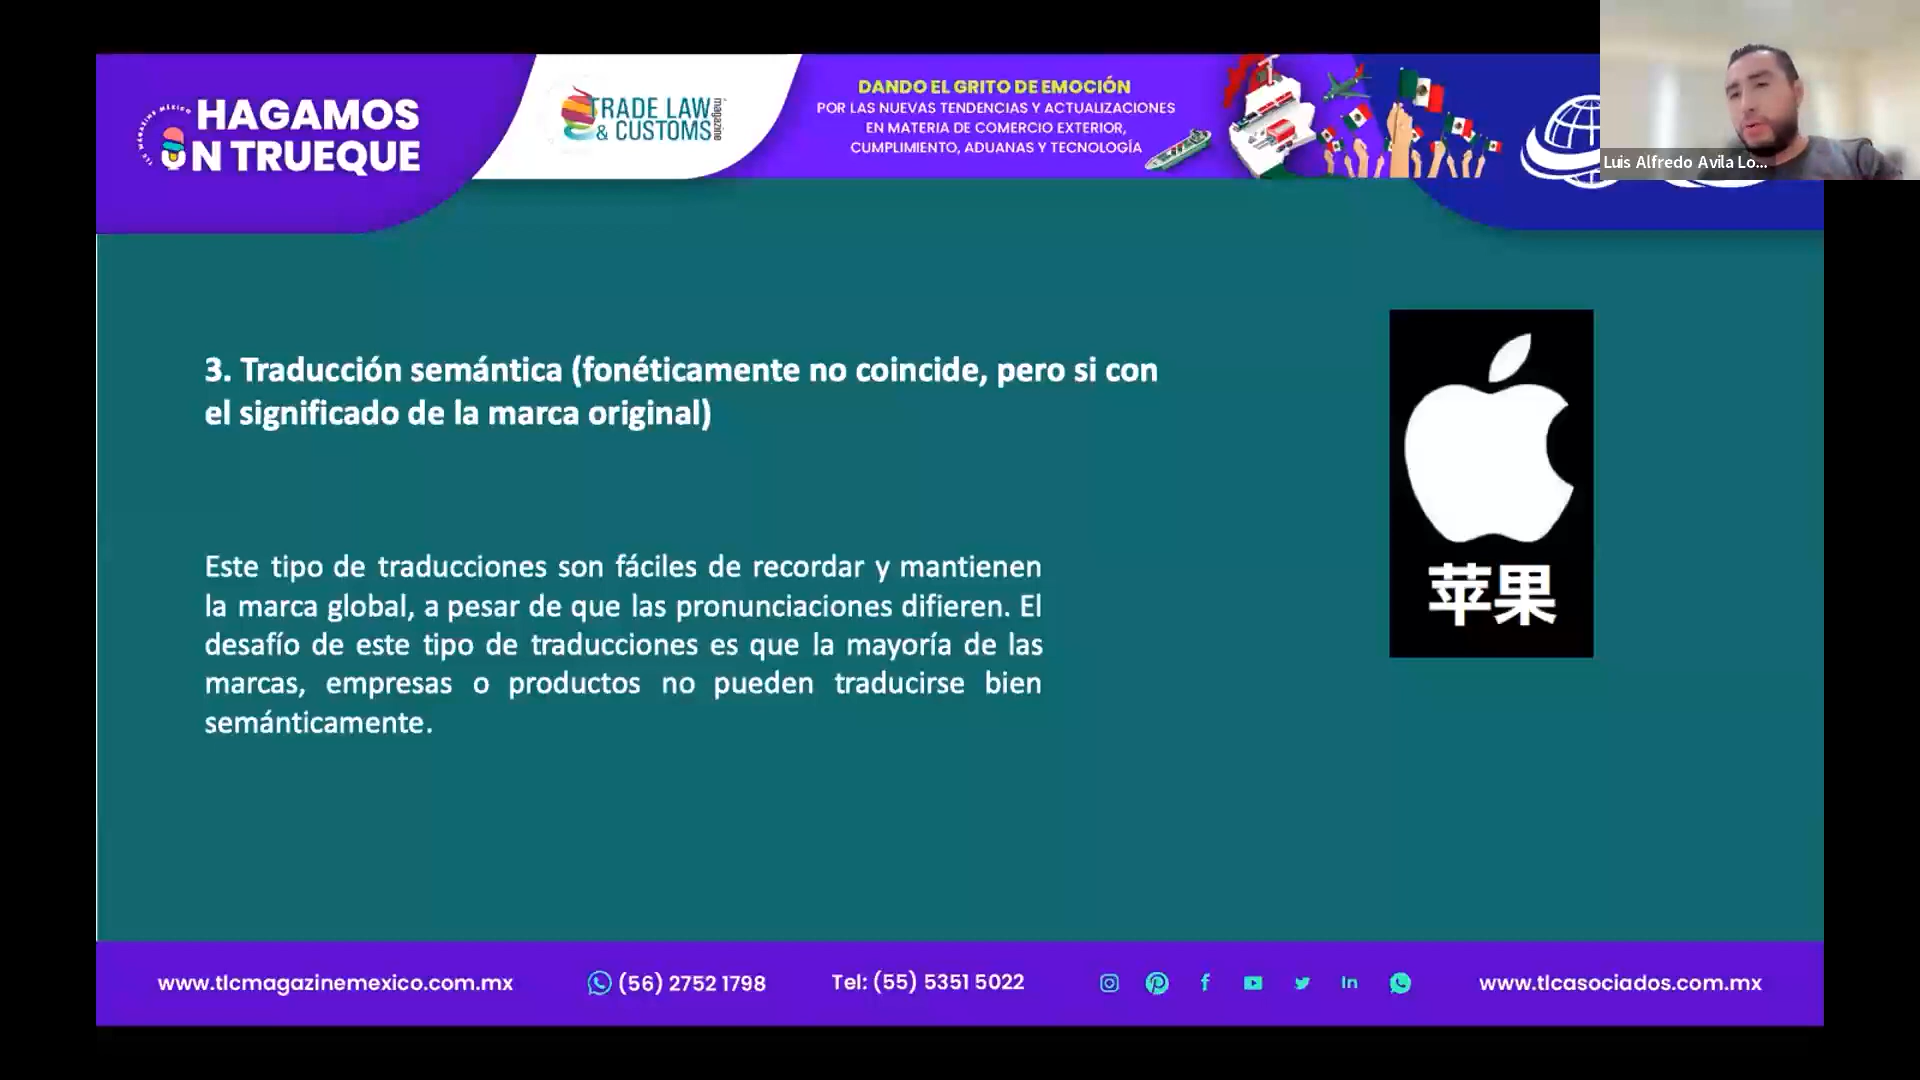 HAGAMOS
UN TRUEQUE
TLC MAGAZINE MÉXICO
TRADE LAW
& CUSTOMS
magazine
DANDO EL GRITO DE EMOCIÓN
POR LAS NUEVAS TENDENCIAS Y ACTUALIZACIONES
EN MATERIA DE COMERCIO EXTERIOR,
CUMPLIMIENTO, ADUANAS Y TECNOLOGÍA
Luis Alfredo Avila Lo...
3. Traducción semántica (fonéticamente no coincide, pero si con
el significado de la marca original)
Este tipo de traducciones son fáciles de recordar y mantienen
la marca global, a pesar de que las pronunciaciones difieren. El
desafío de este tipo de traducciones es que la mayoría de las
marcas, empresas o productos no pueden traducirse bien
semánticamente.
苹果
www.tlcmagazinemexico.com.mx
(56) 2752 1798
Tel: (55) 5351 5022
www.tlcasociados.com.mx